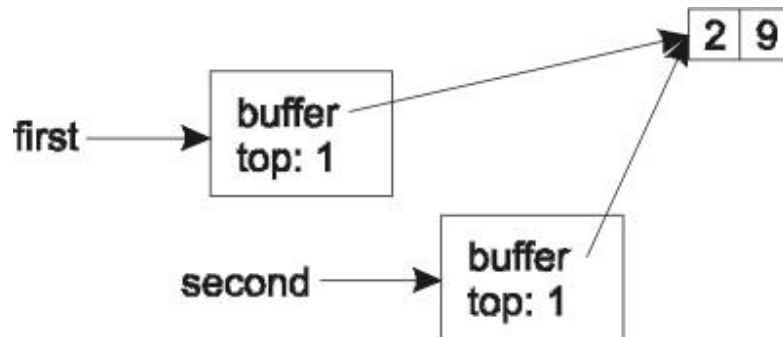 2 9
first
buffer
top: 1
second
buffer
top: 1